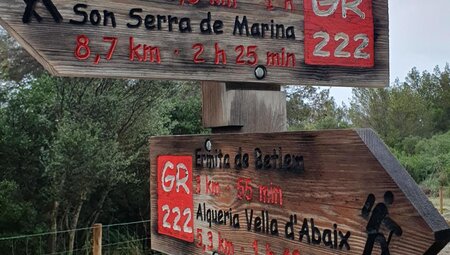 GR
222
Son Serra de Marina
8,7 km - 2 h 25 min
GR
222
Ermita de Betlem
km - 55 min
Alqueria Vella d'Abaix
5,3 km - 1 h